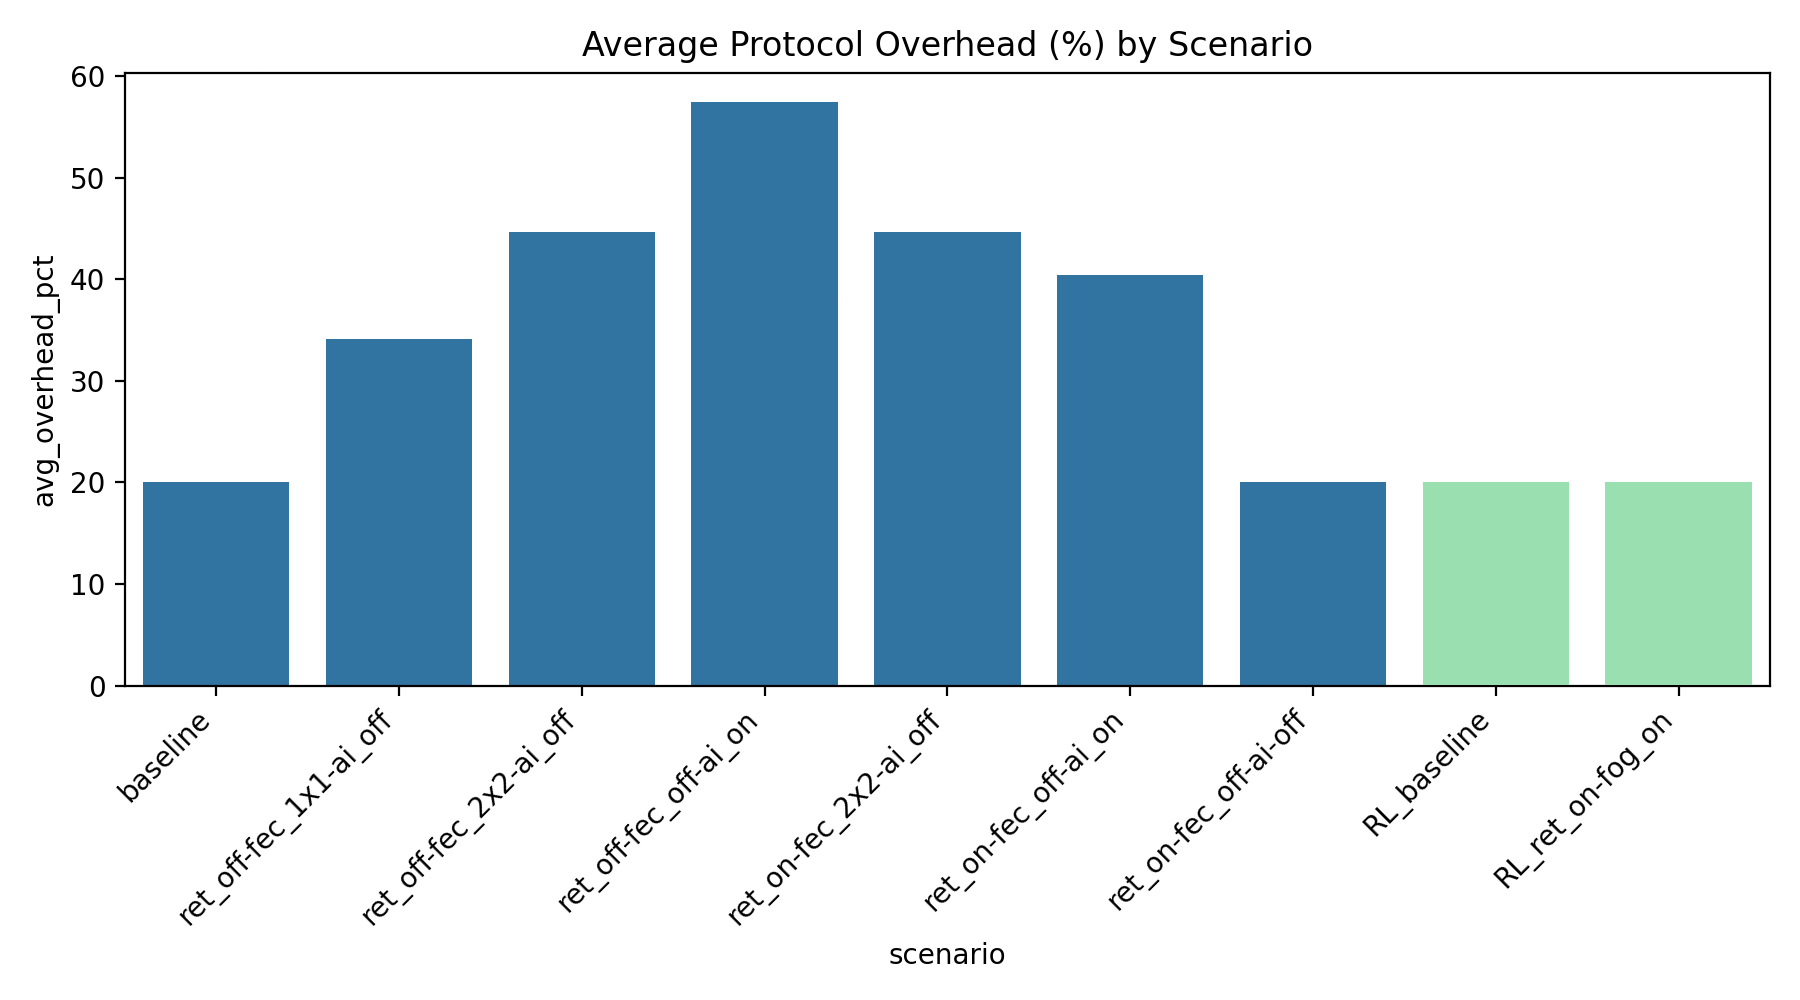 Average Protocol Overhead (%) by Scenario
avg_overhead_pct
60
50
40
30
20
10
0
baseline
ret_off-fec_1x1-ai_off
ret_off-fec_2x2-ai_off
ret_off-fec_off-ai_on
ret_on-fec_2x2-ai_off
ret_on-fec_off-ai_on
ret_on-fec_off-ai-off
RL_baseline
RL_ret_on-fog_on
scenario